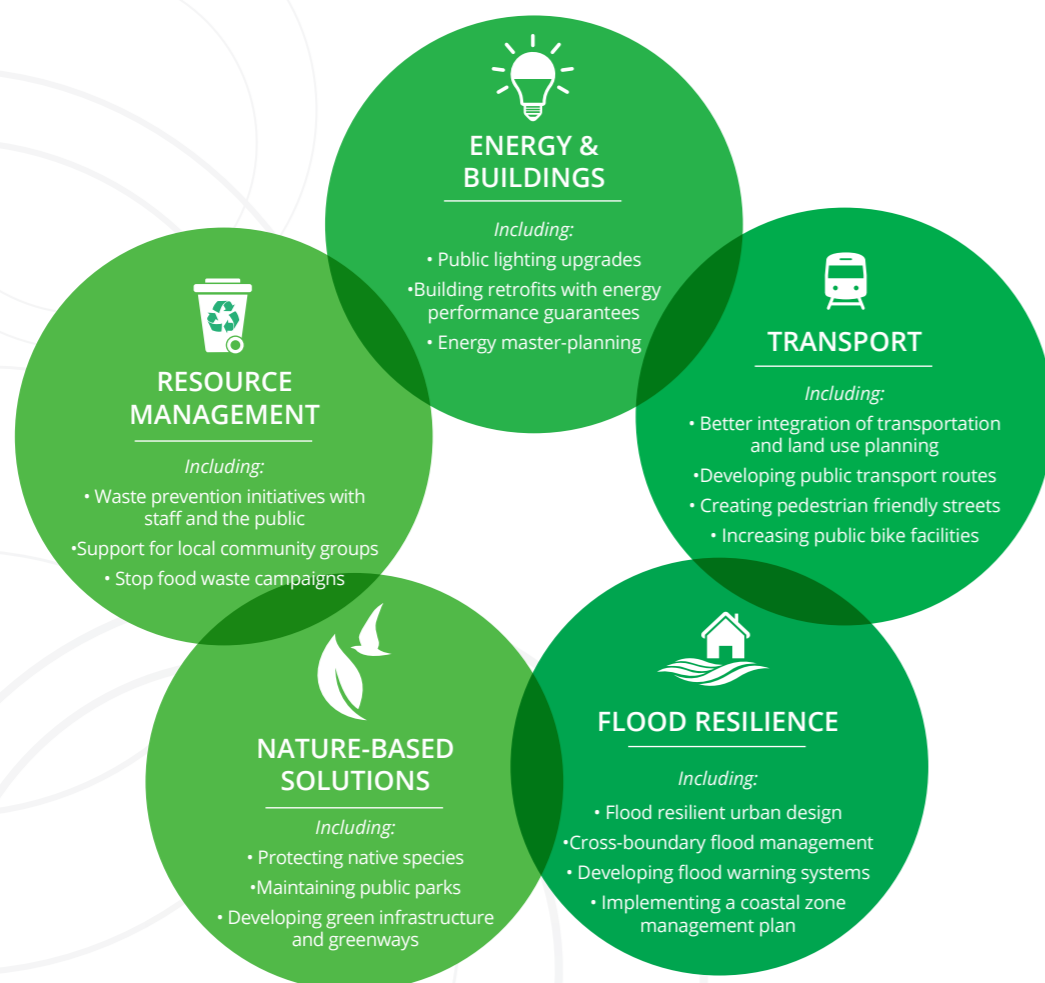 ENERGY &
BUILDINGS
Including:
• Public lighting upgrades
•Building retrofits with energy
performance guarantees
• Energy master-planning
TRANSPORT
Including:
• Better integration of transportation
and land use planning
•Developing public transport routes
• Creating pedestrian friendly streets
• Increasing public bike facilities
RESOURCE
MANAGEMENT
Including:
• Waste prevention initiatives with
staff and the public
•Support for local community groups
• Stop food waste campaigns
FLOOD RESILIENCE
Including:
• Flood resilient urban design
•Cross-boundary flood management
• Developing flood warning systems
• Implementing a coastal zone
management plan
NATURE-BASED
SOLUTIONS
Including:
• Protecting native species
•Maintaining public parks
• Developing green infrastructure
and greenways